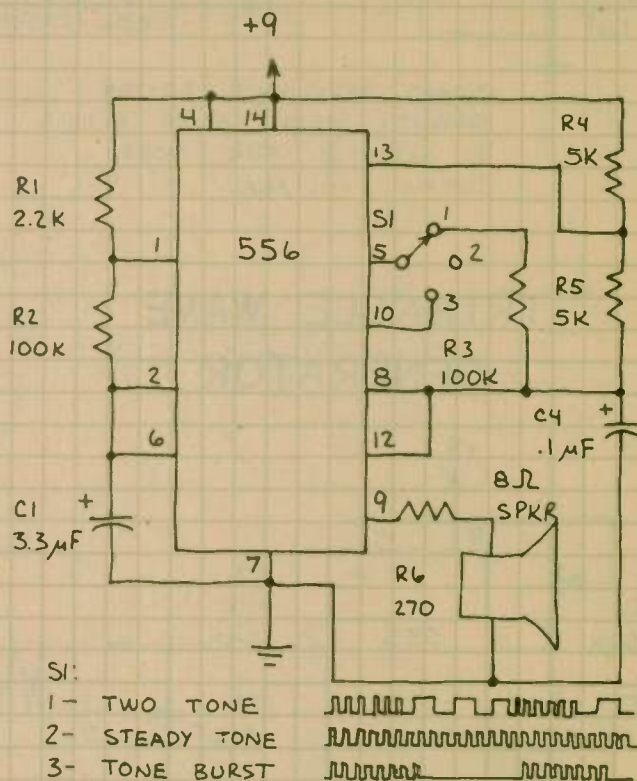 +9
4 14
R1
2.2K
1
R2
100K
2
6
C1
+
3.3µF
556
13
S1
5
1
2
3
10
R3
100K
8
12
9
7
R4
5K
R5
5K
C4 +
.1µF
8Ω
SPKR
R6
270
S1:
1- TWO TONE
2- STEADY TONE
3- TONE BURST